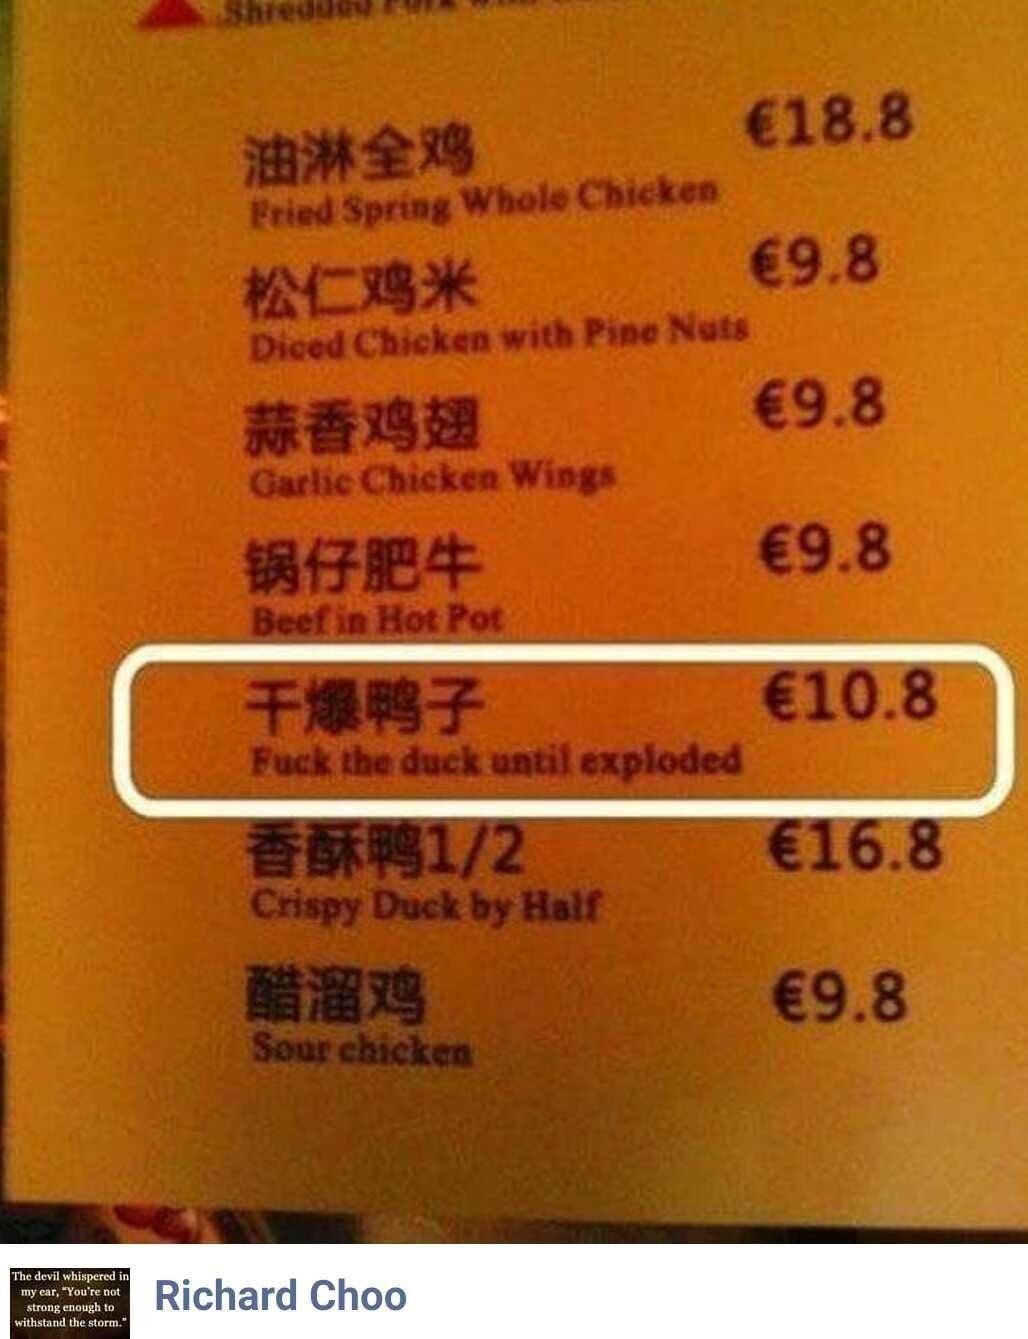 Shredded Pork with
油淋全鸡 €18.8
Fried Spring Whole Chicken
松仁鸡米 €9.8
Diced Chicken with Pine Nuts
蒜香鸡翅 €9.8
Garlic Chicken Wings
锅仔肥牛 €9.8
Beef in Hot Pot
干爆鸭子 €10.8
Fuck the duck until exploded
香酥鸭1/2 €16.8
Crispy Duck by Half
醋溜鸡 €9.8
Sour chicken
The devil whispered in
my ear, "You're not
strong enough to
withstand the storm."
Richard Choo